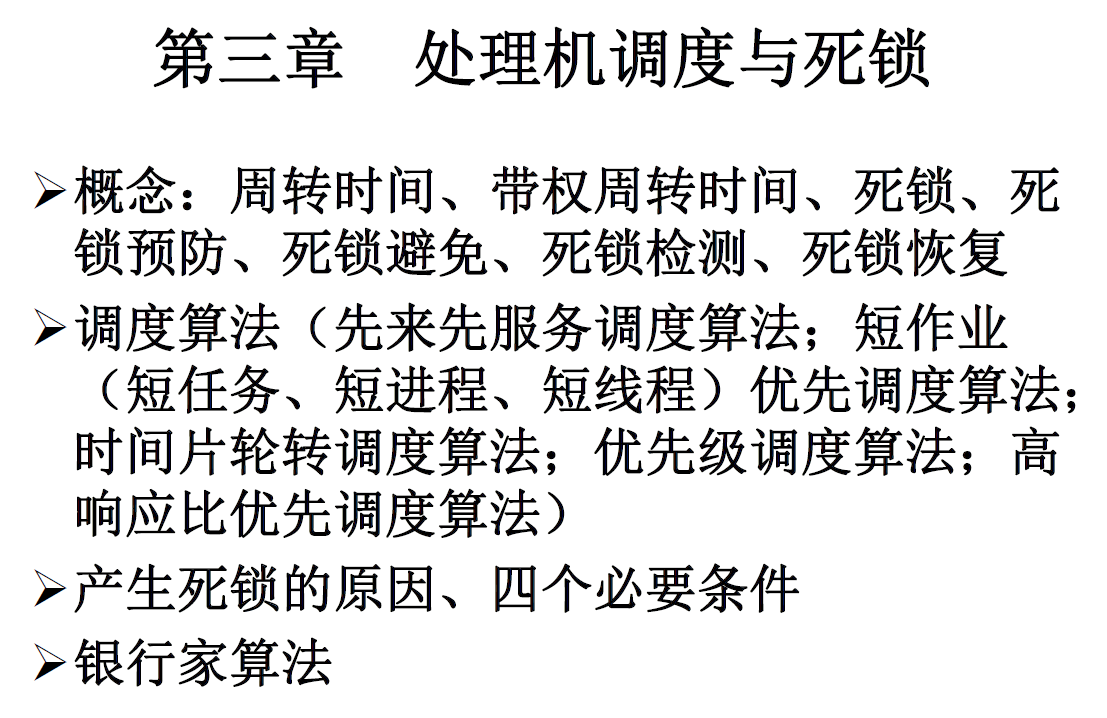 第三章　处理机调度与死锁
➢概念：周转时间、带权周转时间、死锁、死
锁预防、死锁避免、死锁检测、死锁恢复
➢调度算法（先来先服务调度算法；短作业
（短任务、短进程、短线程）优先调度算法；
时间片轮转调度算法；优先级调度算法；高
响应比优先调度算法）
➢产生死锁的原因、四个必要条件
➢银行家算法